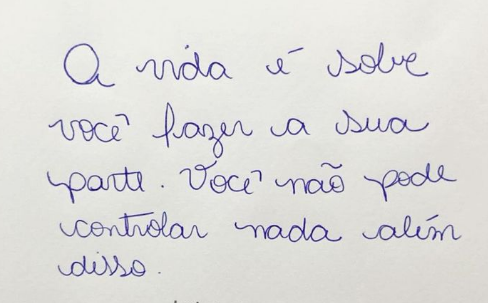 A vida é sobre
você fazer a sua
parte. Você não pode
controlar nada além
disso.